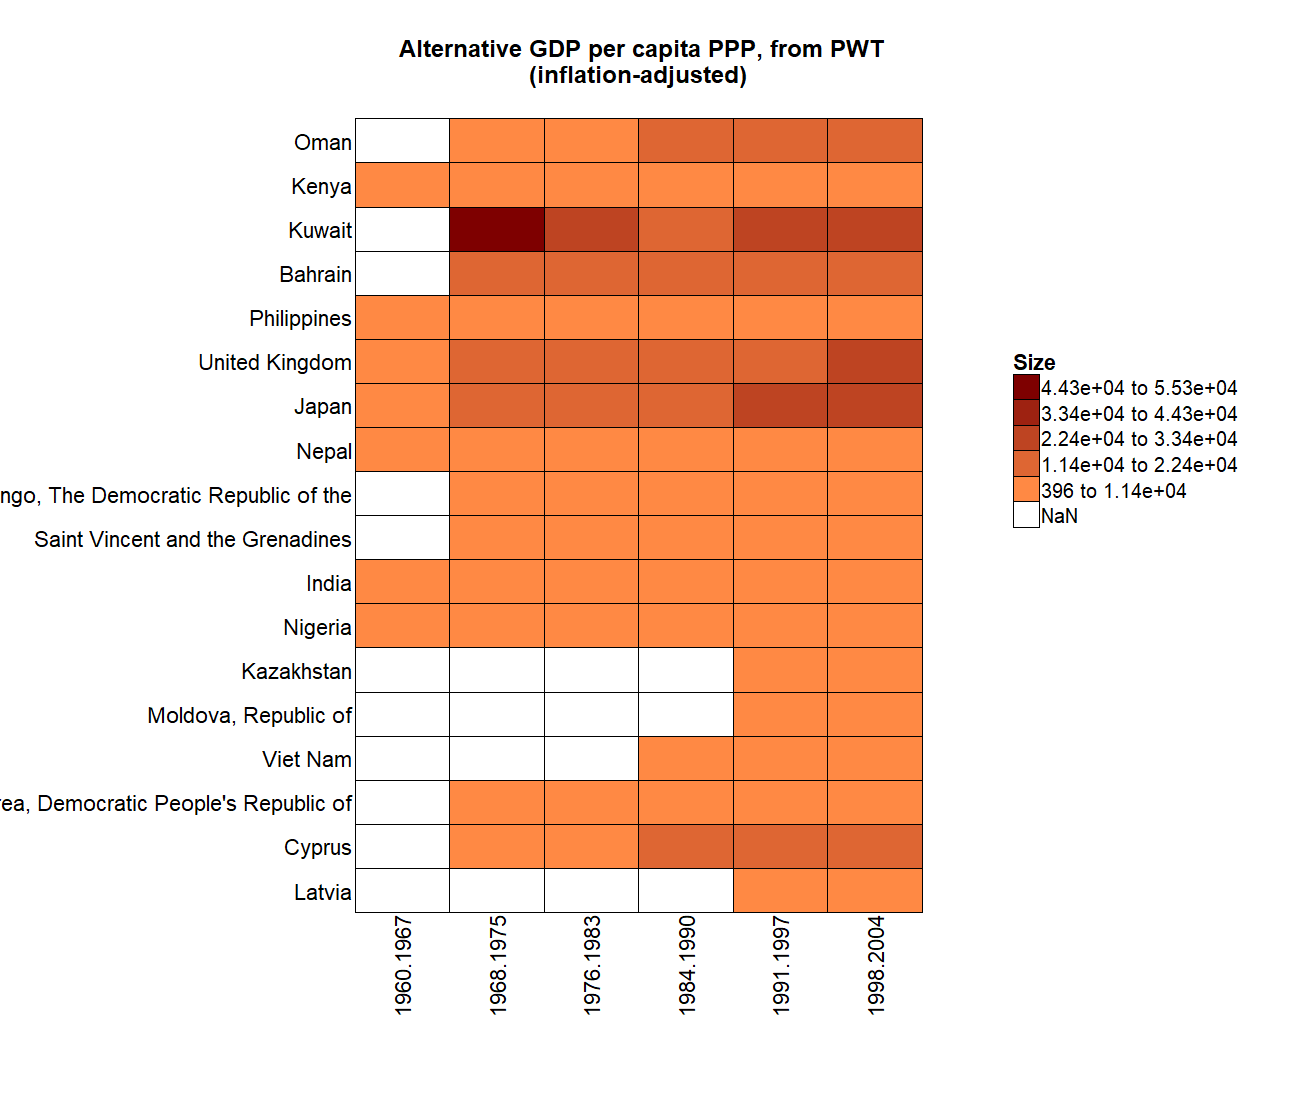 Alternative GDP per capita PPP, from PWT
(inflation-adjusted)
Oman
Kenya
Kuwait
Bahrain
Philippines
United Kingdom
Japan
Nepal
ngo, The Democratic Republic of the
Saint Vincent and the Grenadines
India
Nigeria
Kazakhstan
Moldova, Republic of
Viet Nam
rea, Democratic People's Republic of
Cyprus
Latvia
1960.1967
1968.1975
1976.1983
1984.1990
1991.1997
1998.2004
Size
4.43e+04 to 5.53e+04
3.34e+04 to 4.43e+04
2.24e+04 to 3.34e+04
1.14e+04 to 2.24e+04
396 to 1.14e+04
NaN